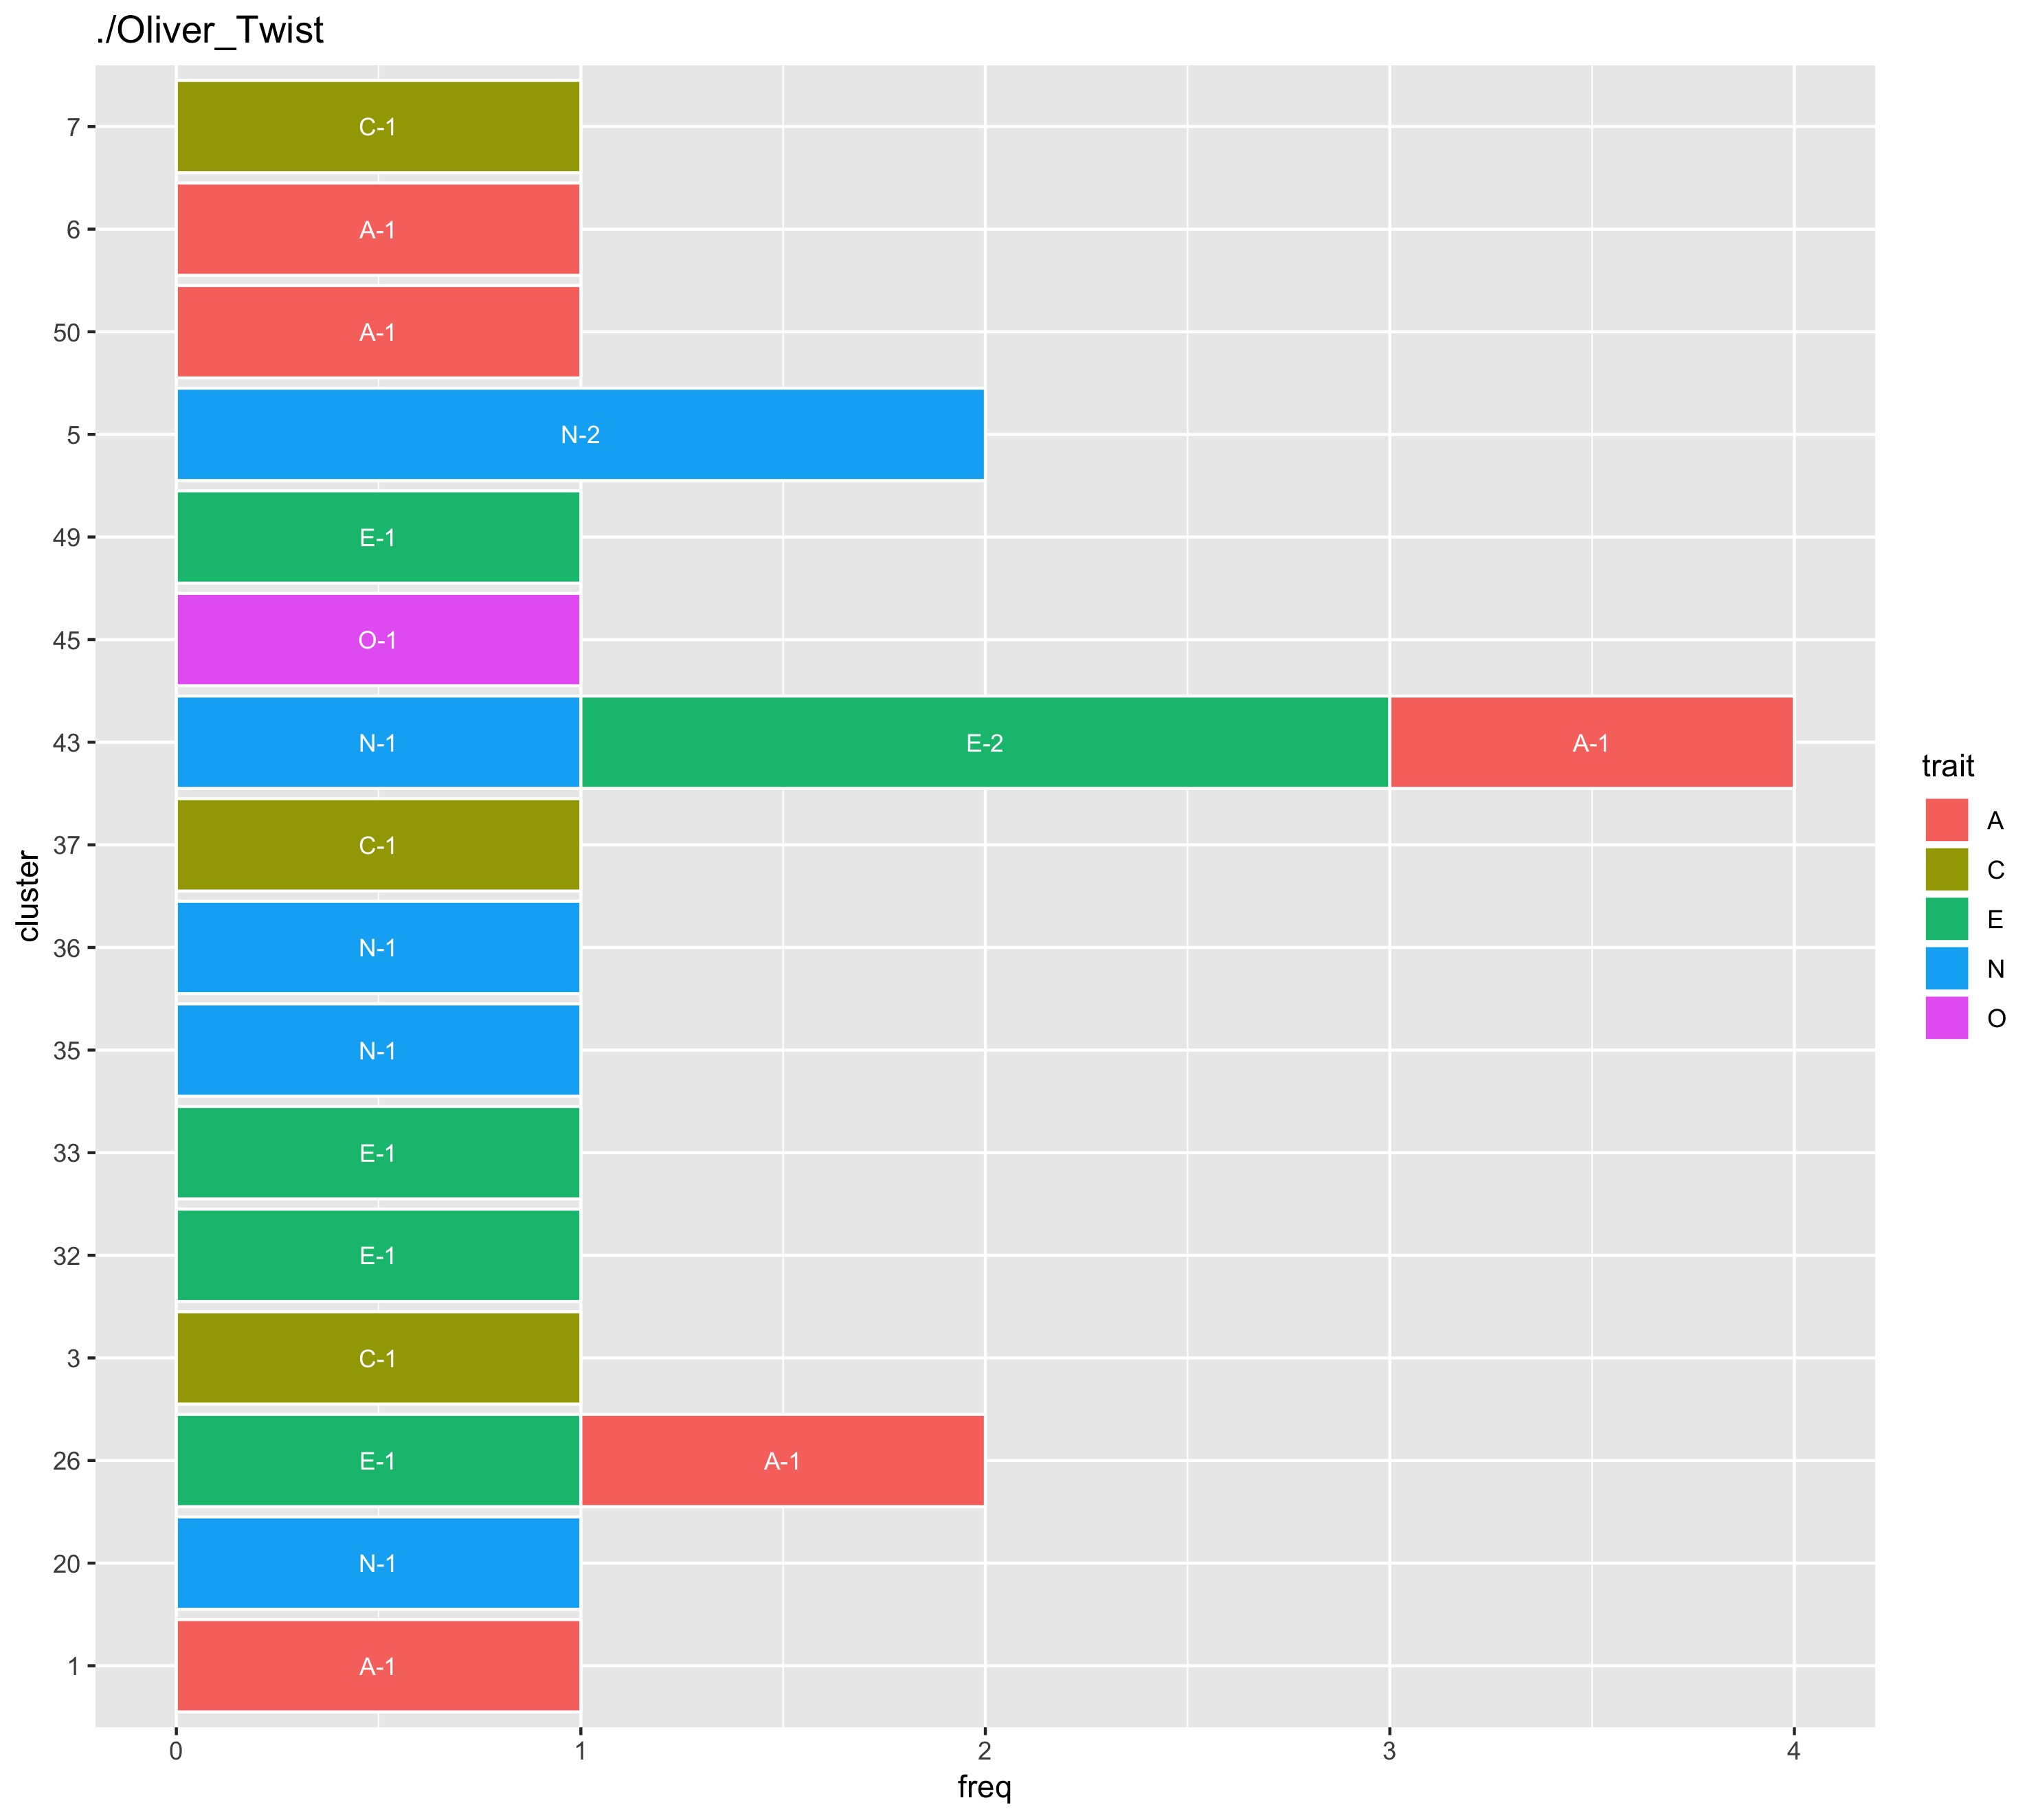 ./Oliver_Twist
7 C-1
6 A-1
50 A-1
5 N-2
49 E-1
45 O-1
43 N-1 E-2 A-1
37 C-1
36 N-1
35 N-1
33 E-1
32 E-1
3 C-1
26 E-1 A-1
20 N-1
1 A-1
0 1 2 3 4
freq
cluster
trait
A
C
E
N
O